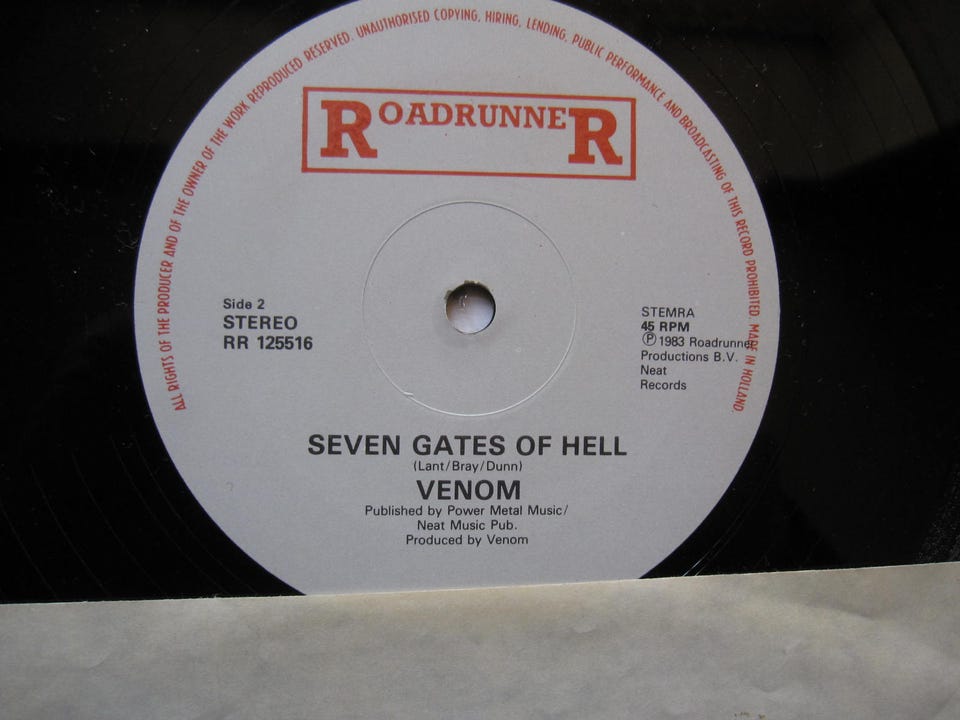 ALL RIGHTS OF THE PRODUCER AND OF THE OWNER OF THE WORK REPRODUCED RESERVED. UNAUTHORISED COPYING, HIRING, LENDING, PUBLIC PERFORMANCE AND BROADCASTING OF THIS RECORD PROHIBITED. MADE IN HOLLAND.
ROADRUNNER
Side 2
STEREO
RR 125516
STEMRA
45 RPM
Ⓟ 1983 Roadrunner
Productions B.V.
Neat
Records
SEVEN GATES OF HELL
(Lant/Bray/Dunn)
VENOM
Published by Power Metal Music/
Neat Music Pub.
Produced by Venom